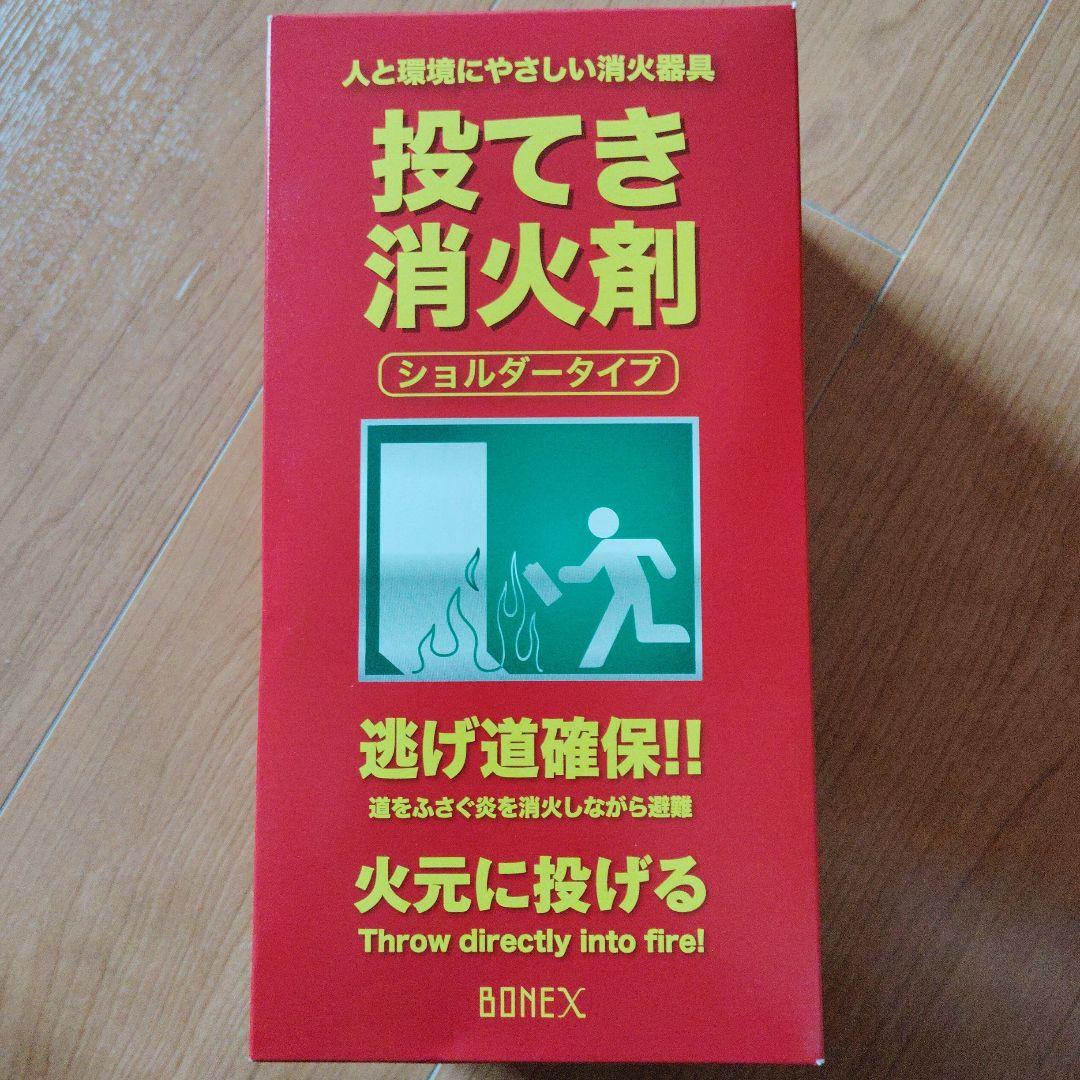 人と環境にやさしい消火器具
投てき
消火剤
ショルダータイプ
逃げ道確保!!
道をふさぐ炎を消火しながら避難
火元に投げる
Throw directly into fire!
BONEX